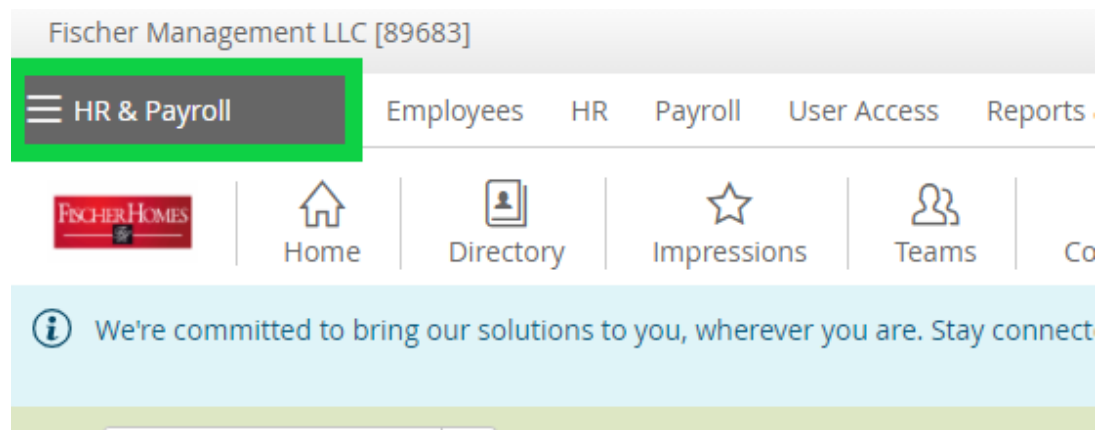 Fischer Management LLC [89683]
HR & Payroll Employees HR Payroll User Access Reports
FISCHER HOMES
Home Directory Impressions Teams Co
We're committed to bring our solutions to you, wherever you are. Stay connect